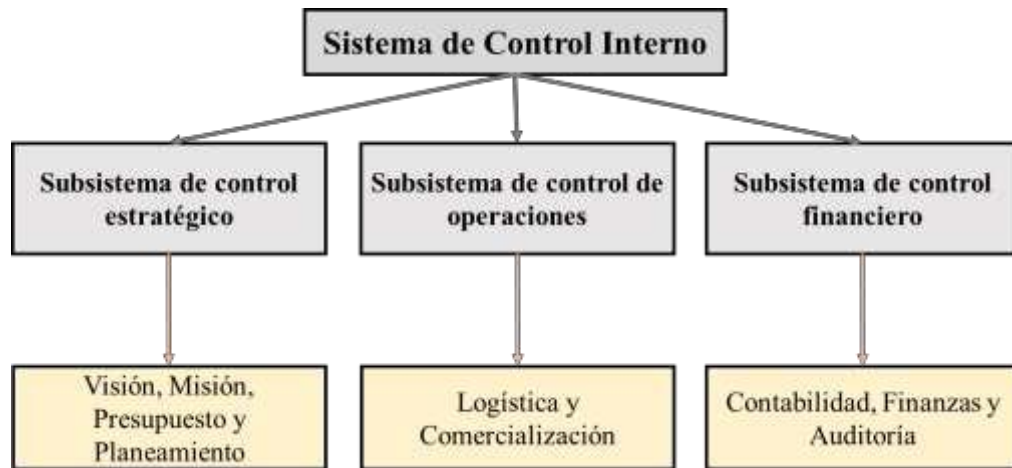 Sistema de Control Interno
Subsistema de control
estratégico
Subsistema de control de
operaciones
Subsistema de control
financiero
Visión, Misión,
Presupuesto y
Planeamiento
Logística y
Comercialización
Contabilidad, Finanzas y
Auditoría